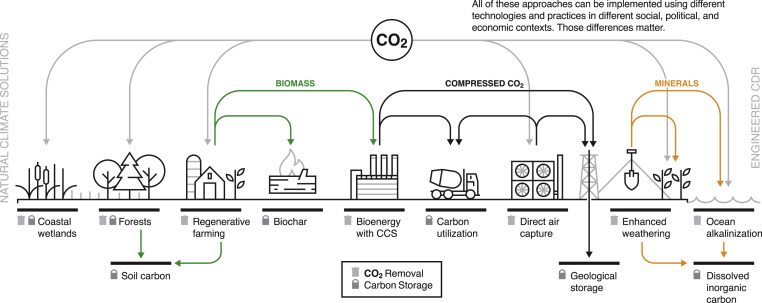 All of these approaches can be implemented using different
technologies and practices in different social, political, and
economic contexts. Those differences matter.
CO2
NATURAL CLIMATE SOLUTIONS
ENGINEERED CDR
BIOMASS
COMPRESSED CO2
MINERALS
Coastal
wetlands
Forests
Regenerative
farming
Biochar
Bioenergy
with CCS
Carbon
utilization
Direct air
capture
Enhanced
weathering
Ocean
alkalinization
Soil carbon
CO2 Removal
Carbon Storage
Geological
storage
Dissolved
inorganic
carbon